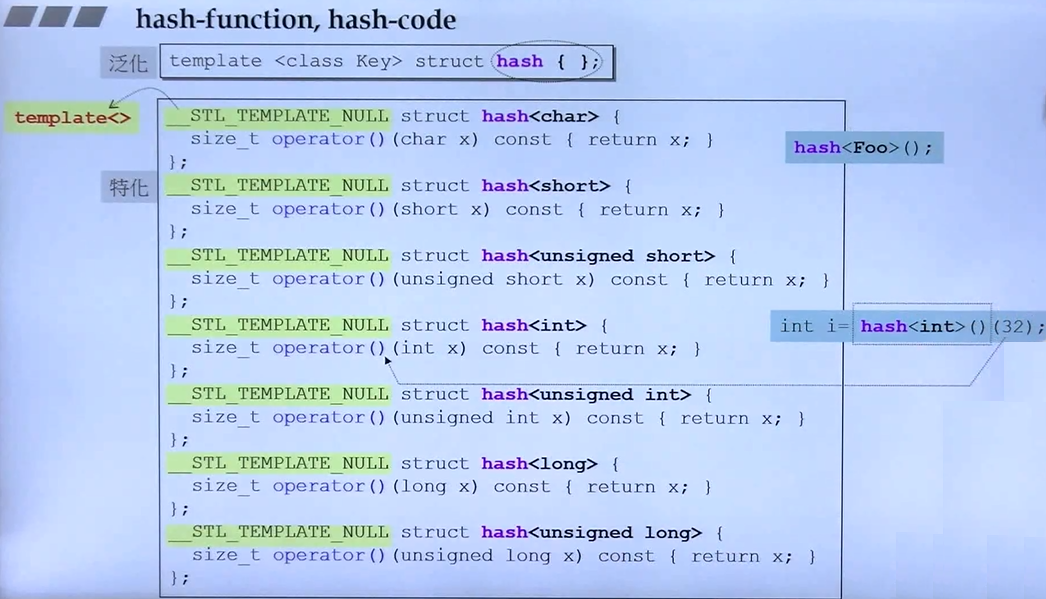 hash-function, hash-code
泛化 template <class Key> struct hash { };
template<>
__STL_TEMPLATE_NULL struct hash<char> {
size_t operator()(char x) const { return x; }
};
hash<Foo>();
特化
__STL_TEMPLATE_NULL struct hash<short> {
size_t operator()(short x) const { return x; }
};
__STL_TEMPLATE_NULL struct hash<unsigned short> {
size_t operator()(unsigned short x) const { return x; }
};
__STL_TEMPLATE_NULL struct hash<int> {
size_t operator()(int x) const { return x; }
};
int i= hash<int>()(32);
__STL_TEMPLATE_NULL struct hash<unsigned int> {
size_t operator()(unsigned int x) const { return x; }
};
__STL_TEMPLATE_NULL struct hash<long> {
size_t operator()(long x) const { return x; }
};
__STL_TEMPLATE_NULL struct hash<unsigned long> {
size_t operator()(unsigned long x) const { return x; }
};